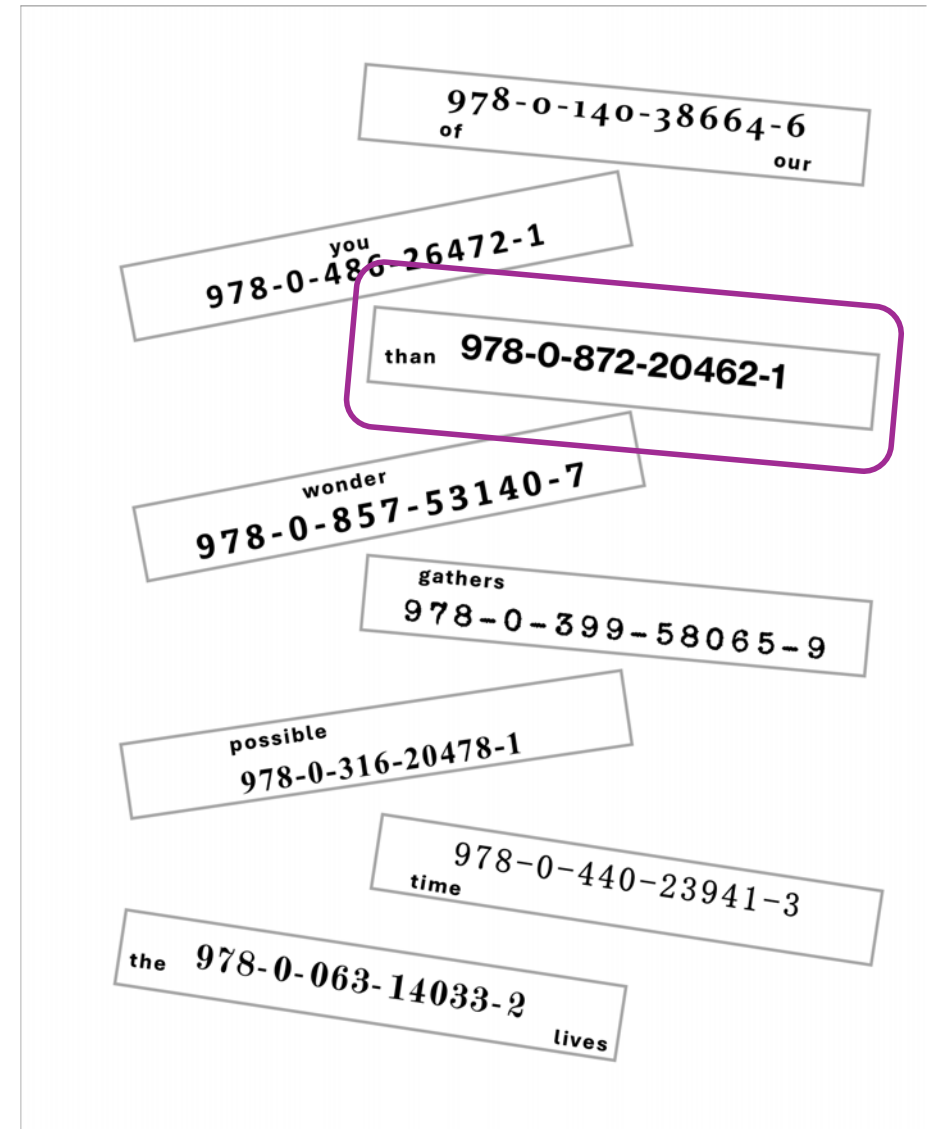 978-0-140-38664-6
of
our
you
978-0-486-26472-1
than 978-0-872-20462-1
wonder
978-0-857-53140-7
gathers
978-0-399-58065-9
possible
978-0-316-20478-1
978-0-440-23941-3
time
the 978-0-063-14033-2
lives